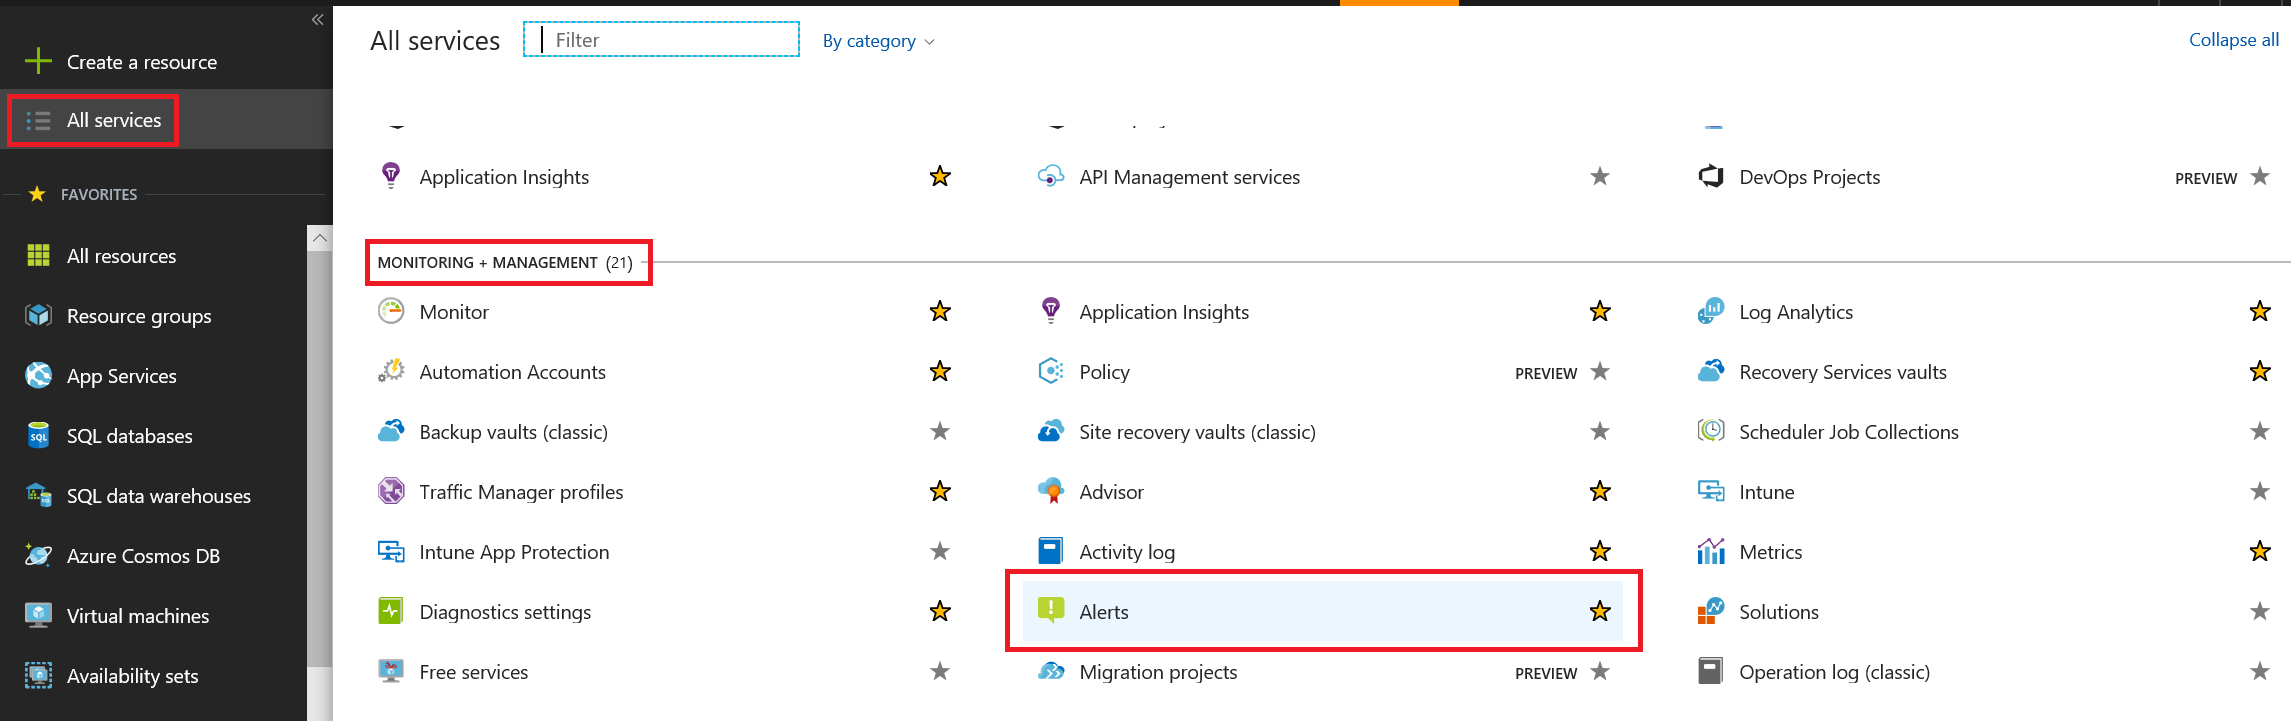 Create a resource
All services
FAVORITES
All resources
Resource groups
App Services
SQL databases
SQL data warehouses
Azure Cosmos DB
Virtual machines
Availability sets
All services Filter By category Collapse all
Application Insights API Management services DevOps Projects PREVIEW
MONITORING + MANAGEMENT (21)
Monitor Application Insights Log Analytics
Automation Accounts Policy PREVIEW Recovery Services vaults
Backup vaults (classic) Site recovery vaults (classic) Scheduler Job Collections
Traffic Manager profiles Advisor Intune
Intune App Protection Activity log Metrics
Diagnostics settings Alerts Solutions
Free services Migration projects PREVIEW Operation log (classic)